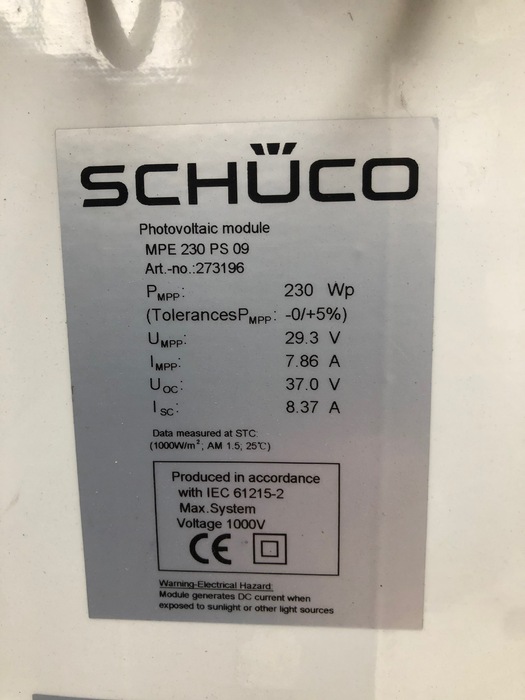 SCHÜCO
Photovoltaic module
MPE 230 PS 09
Art.-no.:273196
PMPP: 230 Wp
(TolerancesPMPP: -0/+5%)
UMPP: 29.3 V
IMPP: 7.86 A
UOC: 37.0 V
ISC: 8.37 A
Data measured at STC:
(1000W/m²; AM 1.5; 25℃)
Produced in accordance
with IEC 61215-2
Max.System
Voltage 1000V
CE
Warning-Electrical Hazard:
Module generates DC current when
exposed to sunlight or other light sources